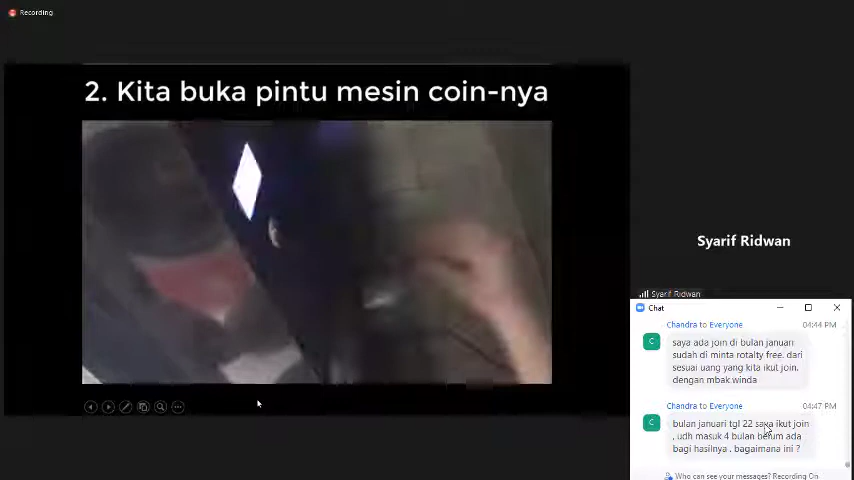 Recording
2. Kita buka pintu mesin coin-nya
Syarif Ridwan
Syarif Ridwan
Chat
Chandra to Everyone 04:44 PM
C
saya ada join di bulan januari
sudah di minta rotalty free. dari
sesuai uang yang kita ikut join.
dengan mbak winda
Chandra to Everyone 04:47 PM
C
bulan januari tgl 22 saya ikut join
, udh masuk 4 bulan belum ada
bagi hasilnya . bagaimana ini ?
Who can see your messages? Recording On